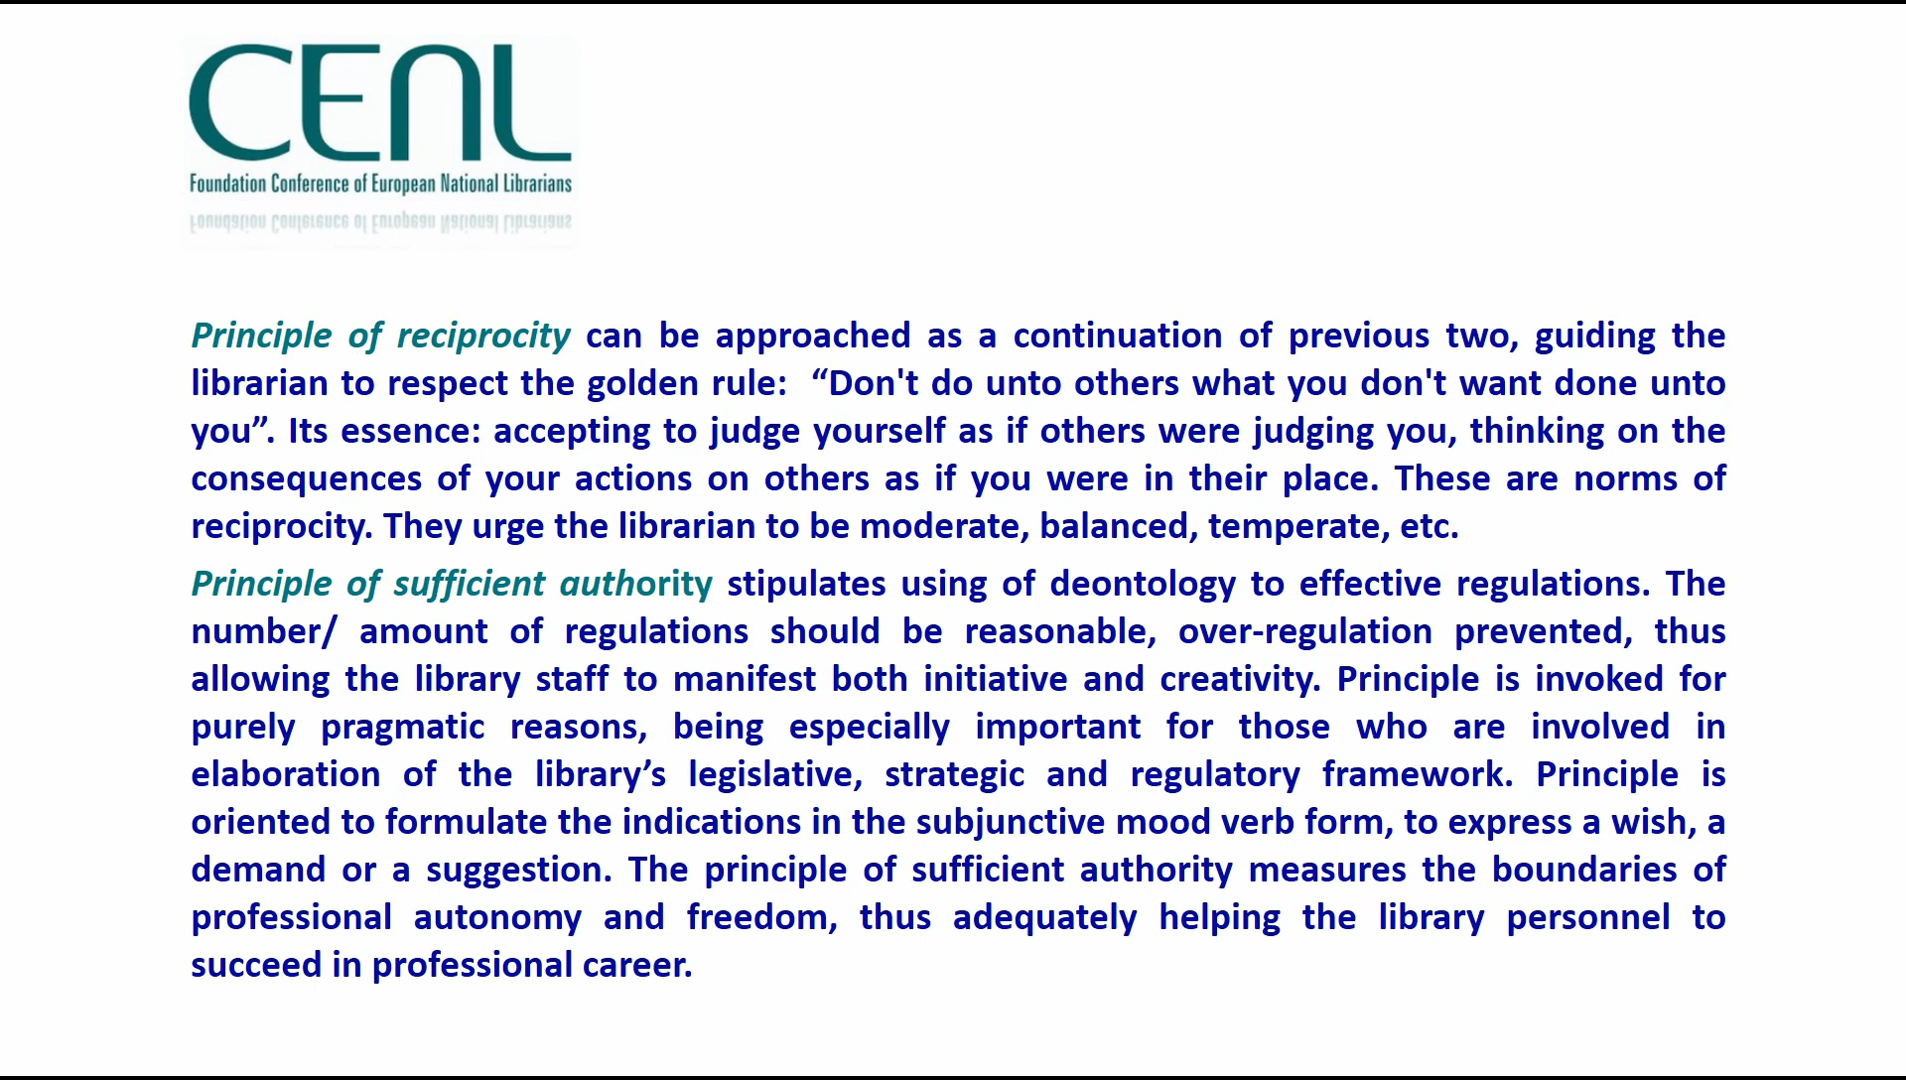 CENL
Foundation Conference of European National Librarians
Principle of reciprocity can be approached as a continuation of previous two, guiding the
librarian to respect the golden rule:  “Don't do unto others what you don't want done unto
you”. Its essence: accepting to judge yourself as if others were judging you, thinking on the
consequences of your actions on others as if you were in their place. These are norms of
reciprocity. They urge the librarian to be moderate, balanced, temperate, etc.
Principle of sufficient authority stipulates using of deontology to effective regulations. The
number/ amount of regulations should be reasonable, over-regulation prevented, thus
allowing the library staff to manifest both initiative and creativity. Principle is invoked for
purely pragmatic reasons, being especially important for those who are involved in
elaboration of the library’s legislative, strategic and regulatory framework. Principle is
oriented to formulate the indications in the subjunctive mood verb form, to express a wish, a
demand or a suggestion. The principle of sufficient authority measures the boundaries of
professional autonomy and freedom, thus adequately helping the library personnel to
succeed in professional career.